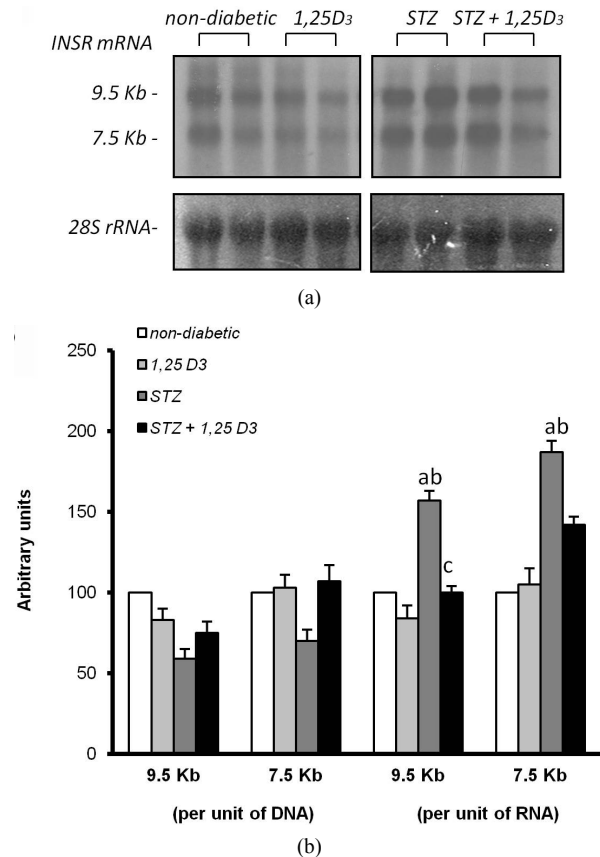 non-diabetic 1,25D3 STZ STZ + 1,25D3
INSR mRNA
9.5 Kb -
7.5 Kb -
28S rRNA-
(a)
non-diabetic
1,25 D3
STZ
STZ + 1,25 D3
250
200
150
100
50
0
Arbitrary units
ab
c
ab
9.5 Kb 7.5 Kb 9.5 Kb 7.5 Kb
(per unit of DNA) (per unit of RNA)
(b)